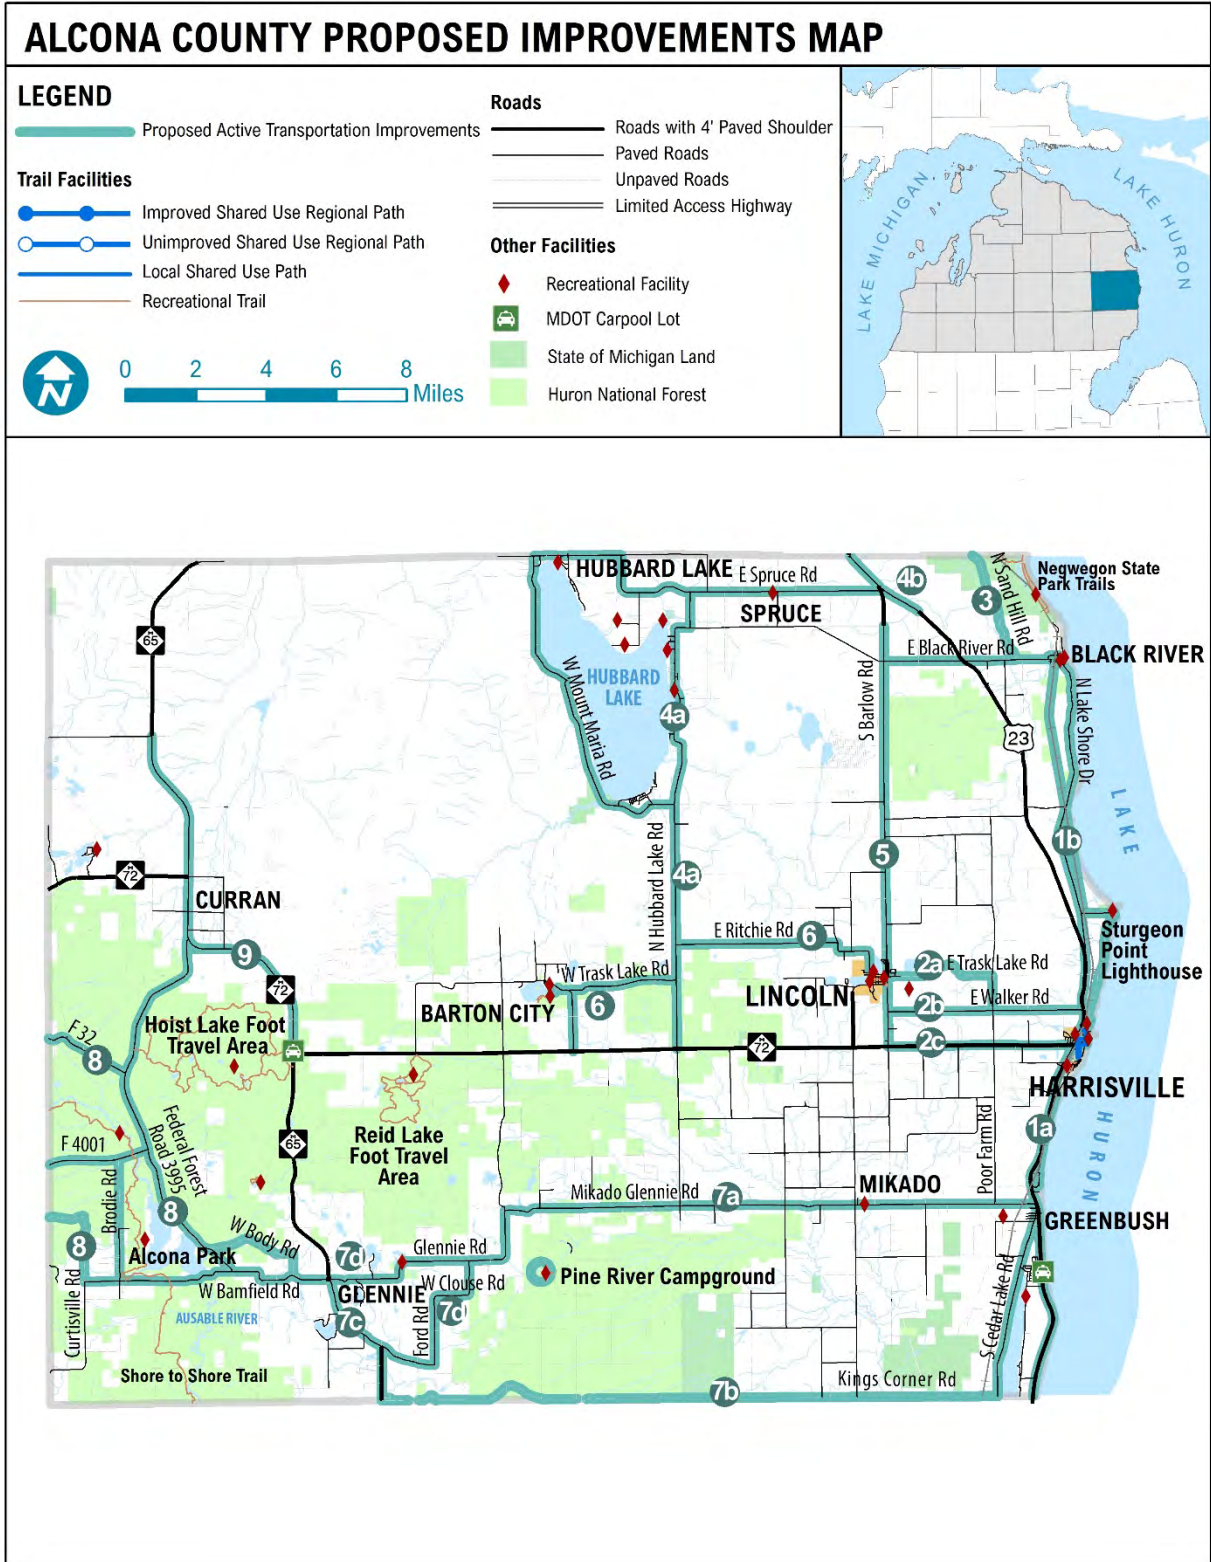 ALCONA COUNTY PROPOSED IMPROVEMENTS MAP
LEGEND
Proposed Active Transportation Improvements
Trail Facilities
Improved Shared Use Regional Path
Unimproved Shared Use Regional Path
Local Shared Use Path
Recreational Trail
N
0 2 4 6 8
Miles
Roads
Roads with 4' Paved Shoulder
Paved Roads
Unpaved Roads
Limited Access Highway
Other Facilities
Recreational Facility
MDOT Carpool Lot
State of Michigan Land
Huron National Forest
LAKE MICHIGAN
LAKE HURON
HUBBARD LAKE
E Spruce Rd
4b
SPRUCE
3
N Sand Hill Rd
Negwegon State
Park Trails
M
65
E Black River Rd
BLACK RIVER
HUBBARD
LAKE
W Mount Maria Rd
4a
S Barlow Rd
23
N Lake Shore Dr
LAKE
1b
M
72
CURRAN
N Hubbard Lake Rd
4a
5
9
E Ritchie Rd
6
Sturgeon
Point
Lighthouse
M
72
W Trask Lake Rd
6
BARTON CITY
LINCOLN
2a
E Trask Lake Rd
2b
E Walker Rd
Hoist Lake Foot
Travel Area
F 32
8
M
72
2c
HARRISVILLE
HURON
1a
F 4001
Federal Forest
Road 3995
M
65
Reid Lake
Foot Travel
Area
Poor Farm Rd
Brodie Rd
8
Mikado Glennie Rd
7a
MIKADO
GREENBUSH
8
Alcona Park
W Body Rd
7d
Glennie Rd
W Clouse Rd
Pine River Campground
Curtisville Rd
W Bamfield Rd
GLENNIE
7c
Ford Rd
7d
S Cedar Lake Rd
AUSABLE RIVER
Shore to Shore Trail
Kings Corner Rd
7b